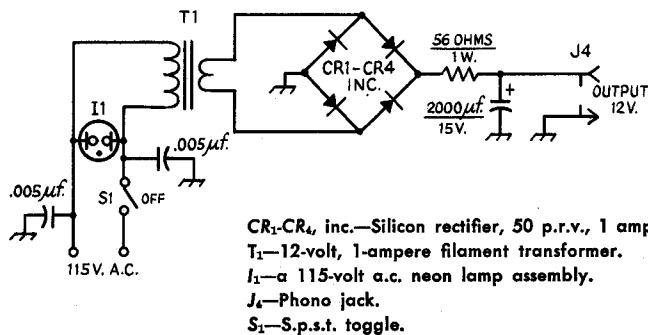 T1
J4
56 OHMS
1W.
CR1-CR4
INC.
OUTPUT
12V.
I1
2000µf.
15V.
.005µf.
S1
OFF
.005µf.
115V. A.C.
CR₁-CR₄, inc.—Silicon rectifier, 50 p.r.v., 1 amp
T₁—12-volt, 1-ampere filament transformer.
I₁—a 115-volt a.c. neon lamp assembly.
J₄—Phono jack.
S₁—S.p.s.t. toggle.